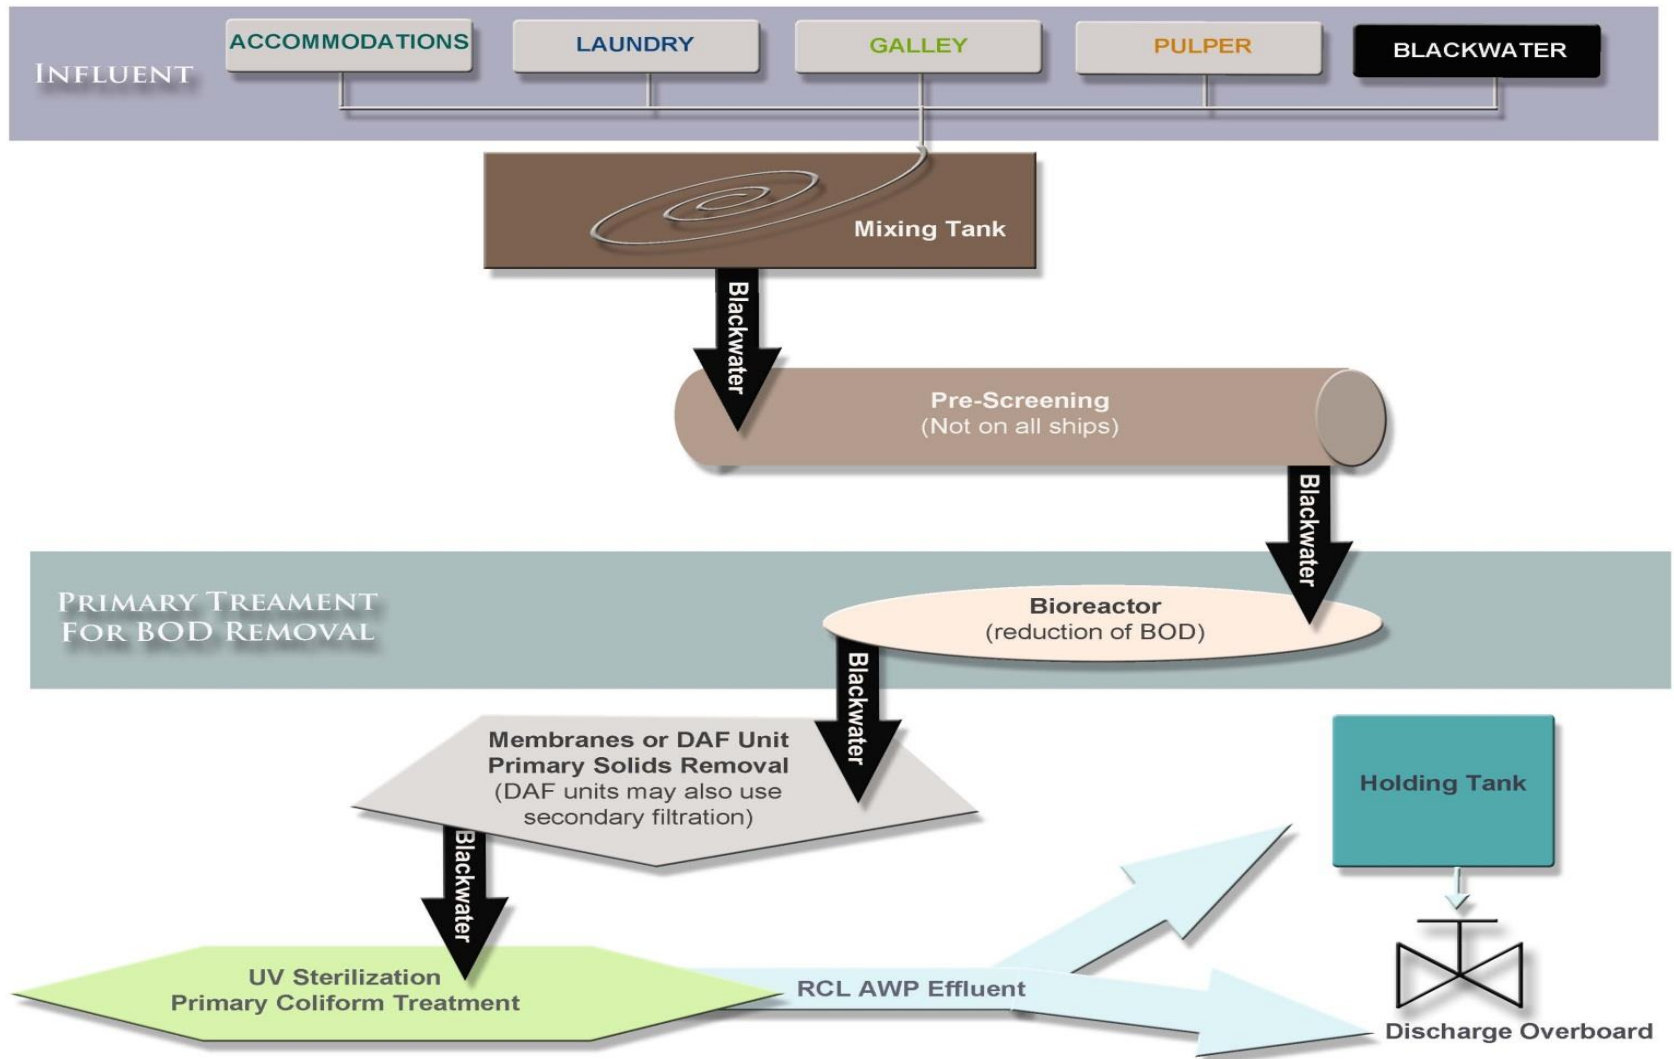 INFLUENT
ACCOMMODATIONS
LAUNDRY
GALLEY
PULPER
BLACKWATER
Mixing Tank
Blackwater
Pre-Screening
(Not on all ships)
Blackwater
PRIMARY TREAMENT
FOR BOD REMOVAL
Bioreactor
(reduction of BOD)
Blackwater
Membranes or DAF Unit
Primary Solids Removal
(DAF units may also use
secondary filtration)
Holding Tank
Blackwater
UV Sterilization
Primary Coliform Treatment
RCL AWP Effluent
Discharge Overboard